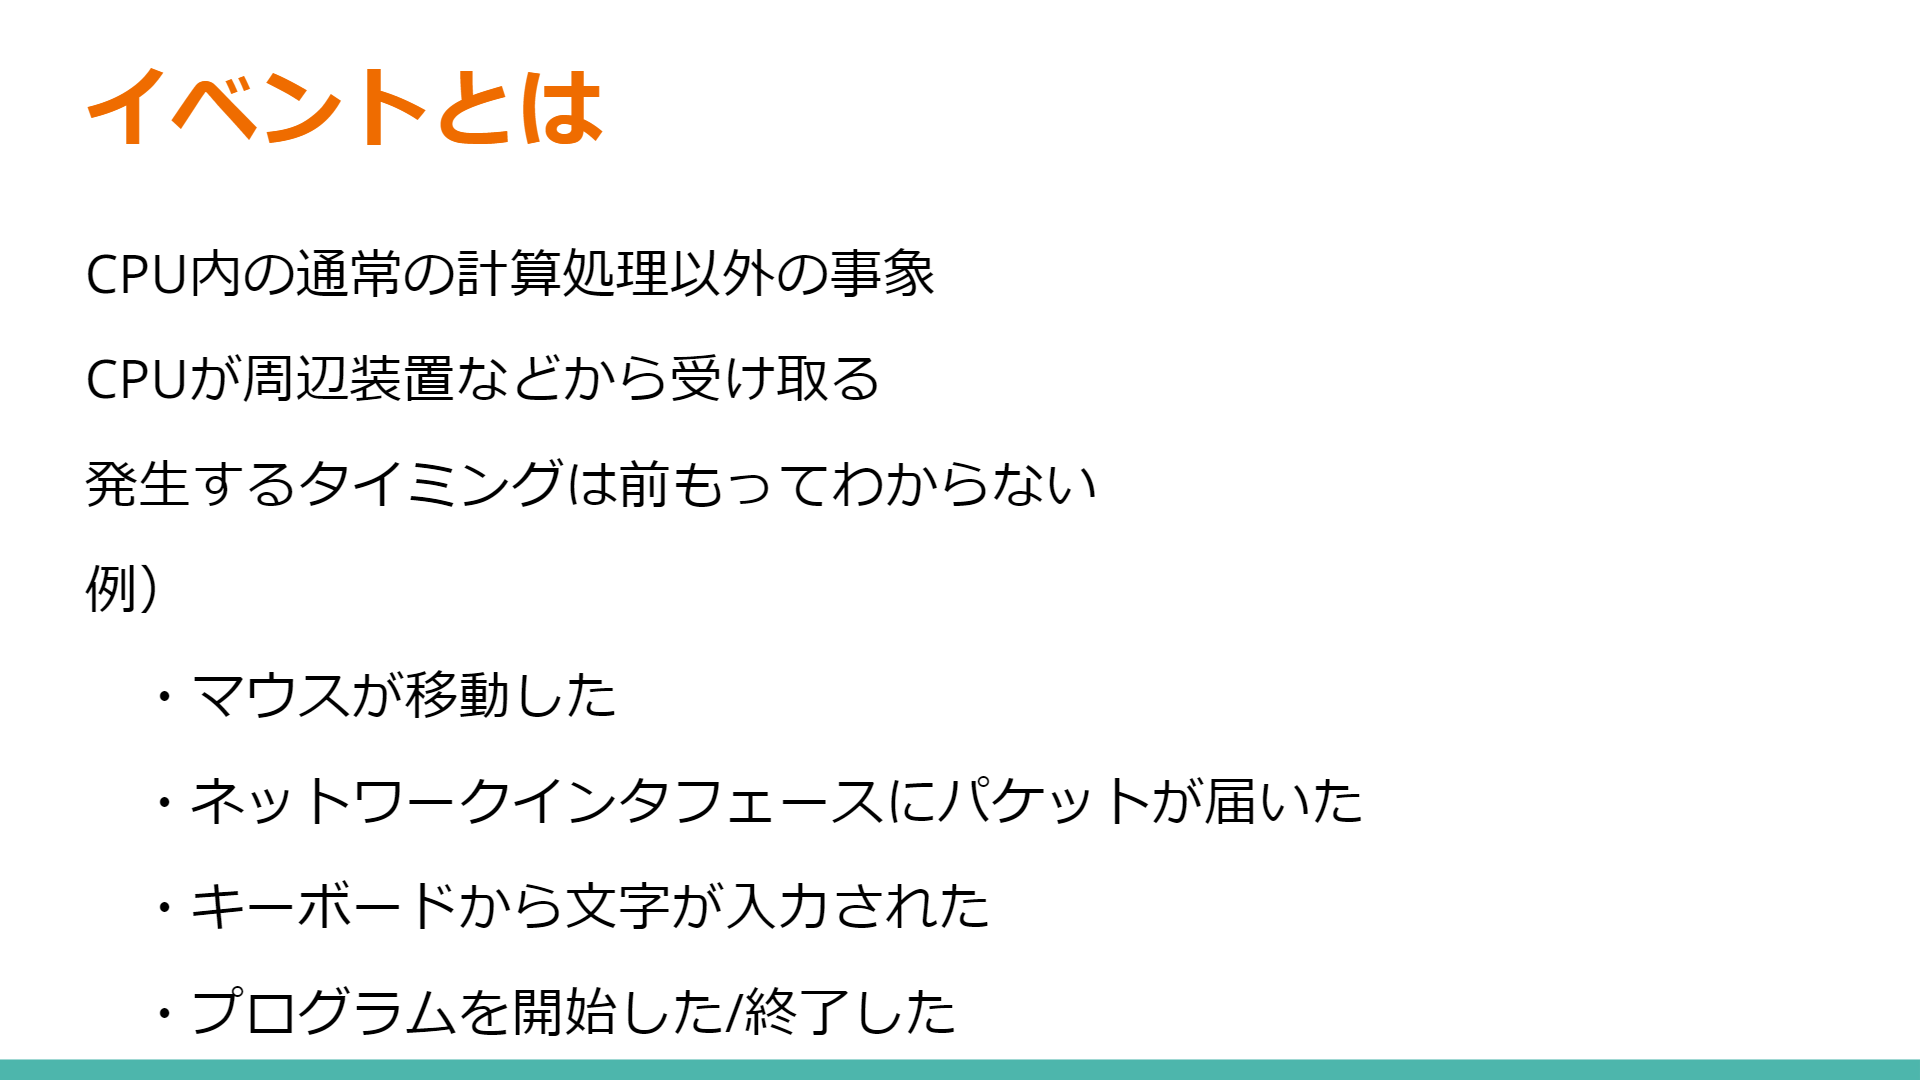 イベントとは
CPU内の通常の計算処理以外の事象
CPUが周辺装置などから受け取る
発生するタイミングは前もってわからない
例）
・マウスが移動した
・ネットワークインタフェースにパケットが届いた
・キーボードから文字が入力された
・プログラムを開始した/終了した